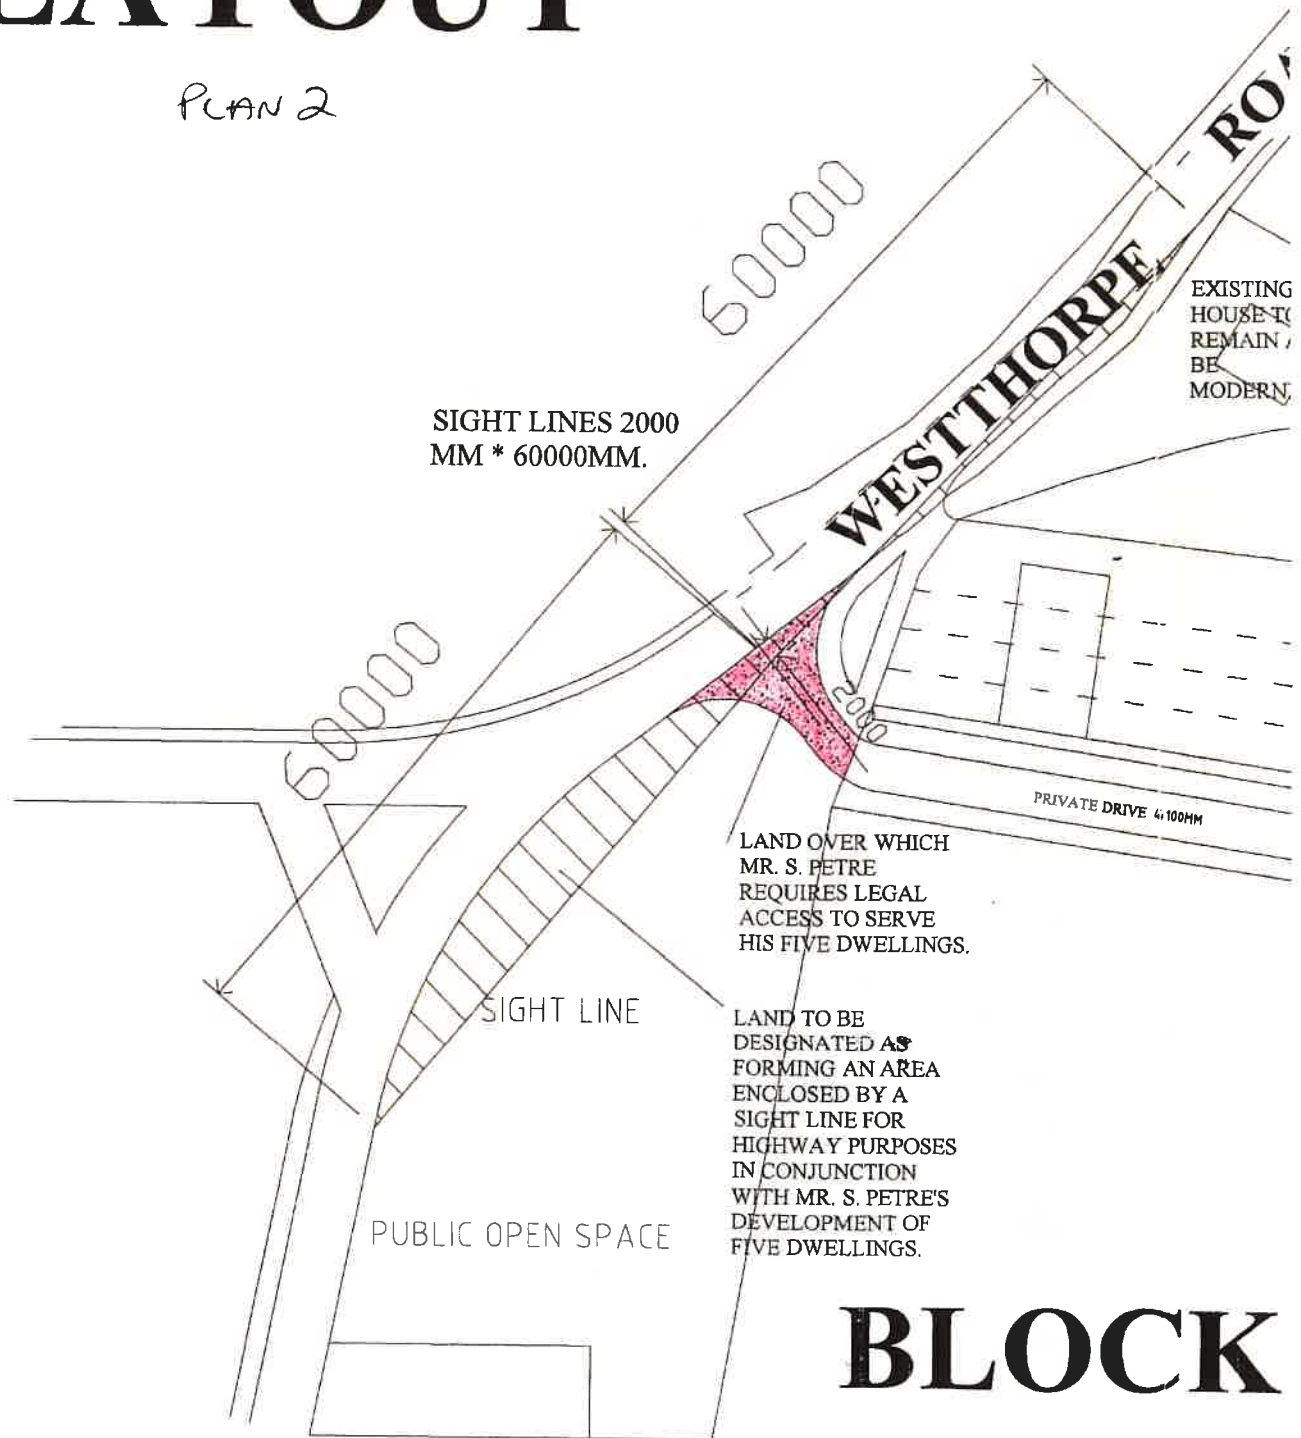 LAYOUT
PLAN 2
ROA
60000
WESTTHORPE
EXISTING
HOUSE TO
REMAIN
BE
MODERN
SIGHT LINES 2000
MM * 60000MM.
60000
2000
PRIVATE DRIVE 4100MM
LAND OVER WHICH
MR. S. PETRE
REQUIRES LEGAL
ACCESS TO SERVE
HIS FIVE DWELLINGS.
SIGHT LINE
LAND TO BE
DESIGNATED AS
FORMING AN AREA
ENCLOSED BY A
SIGHT LINE FOR
HIGHWAY PURPOSES
IN CONJUNCTION
WITH MR. S. PETRE'S
DEVELOPMENT OF
FIVE DWELLINGS.
PUBLIC OPEN SPACE
BLOCK